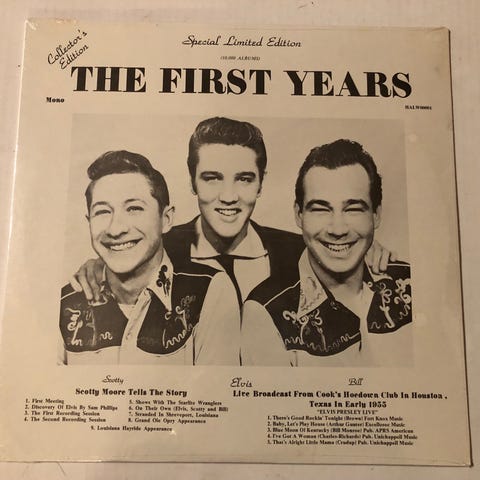 Collector's
Edition
Special Limited Edition
(10,000 ALBUMS)
THE FIRST YEARS
Mono
HALW00001
Scotty
Elvis
Bill
Scotty Moore Tells The Story
1. First Meeting
2. Discovery Of Elvis By Sam Phillips
3. The First Recording Session
4. The Second Recording Session
5. Shows With The Starlite Wranglers
6. On Their Own (Elvis, Scotty and Bill)
7. Stranded In Shreveport, Louisiana
8. Grand Ole Opry Appearance
9. Louisiana Hayride Appearance
Live Broadcast From Cook's Hoedown Club In Houston,
Texas In Early 1955
"ELVIS PRESLEY LIVE"
1. There's Good Rockin' Tonight (Brown) Fort Knox Music
2. Baby, Let's Play House (Arthur Gunter) Excellorec Music
3. Blue Moon Of Kentucky (Bill Monroe) Pub. APRS American
4. I've Got A Woman (Charles-Richards) Pub. Unichappell Music
5. That's Alright Little Mama (Crudup) Pub. Unichappell Music